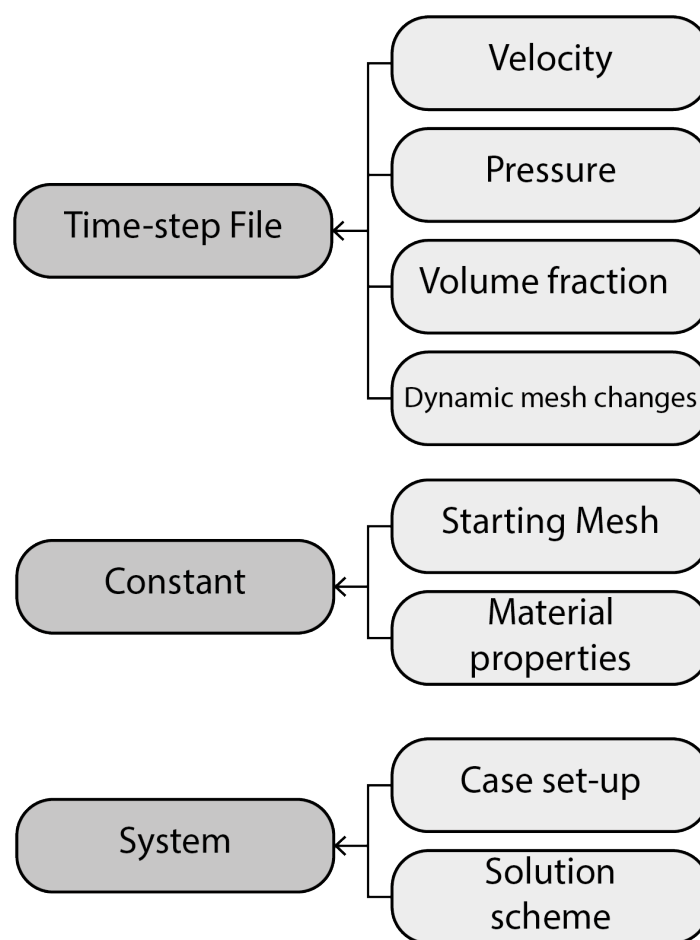 Velocity
Pressure
Time-step File
Volume fraction
Dynamic mesh changes
Starting Mesh
Constant
Material
properties
Case set-up
System
Solution
scheme